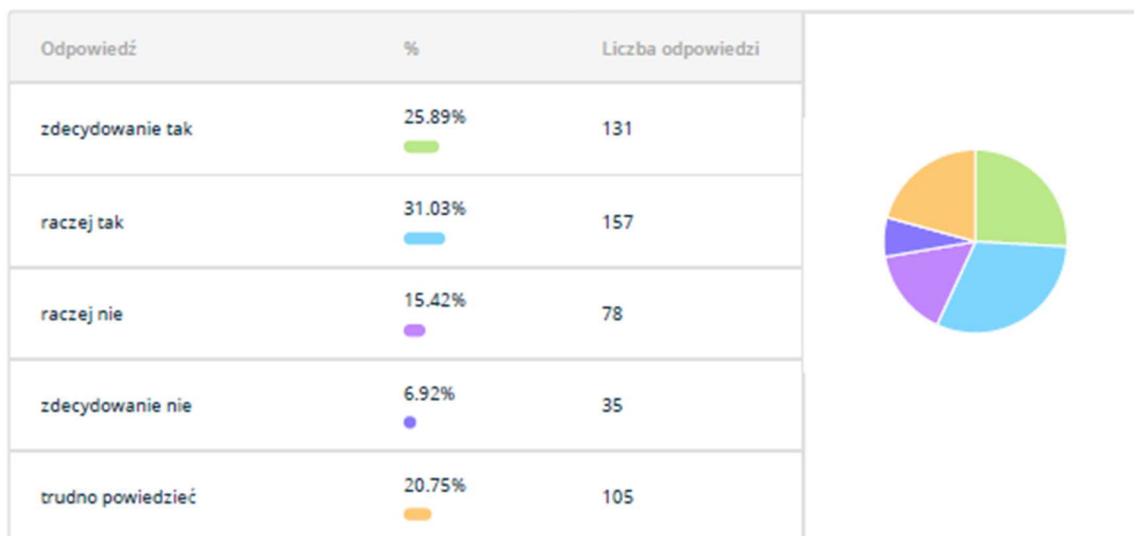 Odpowiedź % Liczba odpowiedzi
zdecydowanie tak 25.89% 131
raczej tak 31.03% 157
raczej nie 15.42% 78
zdecydowanie nie 6.92% 35
trudno powiedzieć 20.75% 105